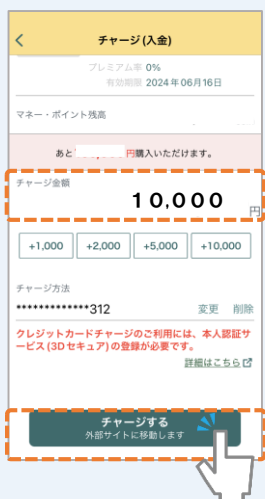 チャージ(入金)
プレミアム率 0%
有効期限 2024年06月16日
マネー・ポイント残高
あと 円購入いただけます。
チャージ金額
10,000
円
+1,000 +2,000 +5,000 +10,000
チャージ方法
*************312 変更 削除
クレジットカードチャージのご利用には、本人認証サ
ービス(3Dセキュア)の登録が必要です。
詳細はこちら
チャージする
外部サイトに移動します